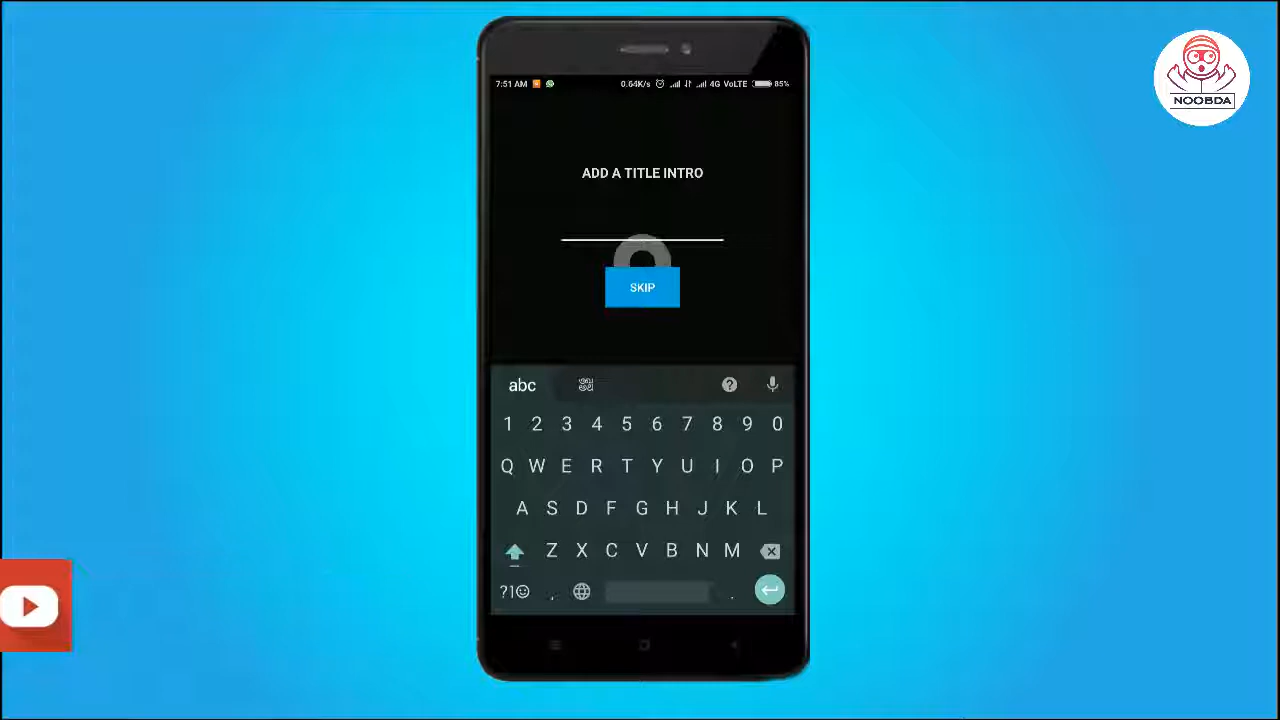 NOOBDA
7:51 AM 0.64K/s 4G VoLTE 85%
ADD A TITLE INTRO
SKIP
abc
1 2 3 4 5 6 7 8 9 0
Q W E R T Y U I O P
A S D F G H J K L
Z X C V B N M
?1☺ , .